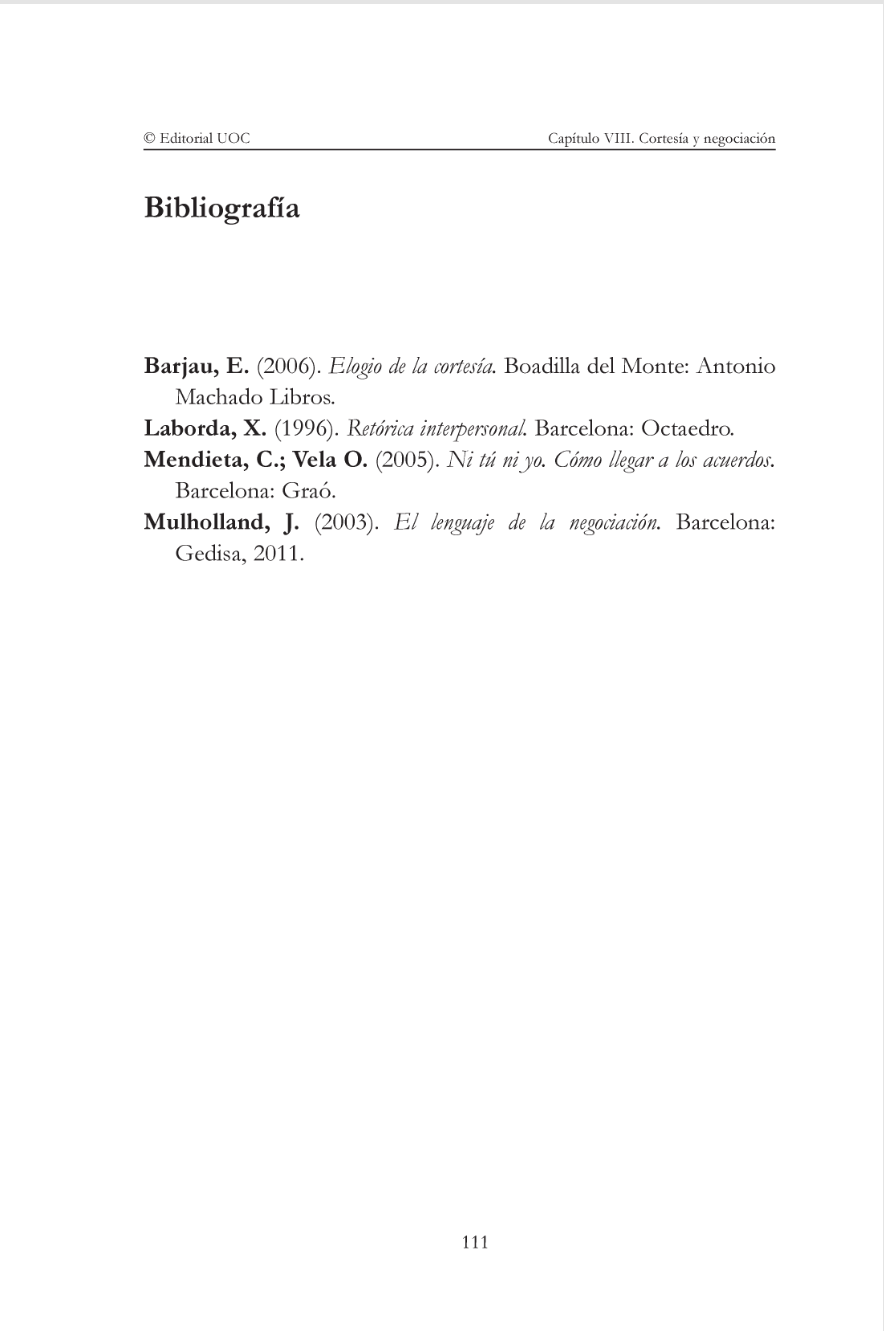 © Editorial UOC Capítulo VIII. Cortesía y negociación
Bibliografía
Barjau, E. (2006). Elogio de la cortesía. Boadilla del Monte: Antonio
Machado Libros.
Laborda, X. (1996). Retórica interpersonal. Barcelona: Octaedro.
Mendieta, C.; Vela O. (2005). Ni tú ni yo. Cómo llegar a los acuerdos.
Barcelona: Graó.
Mulholland, J. (2003). El lenguaje de la negociación. Barcelona:
Gedisa, 2011.
111